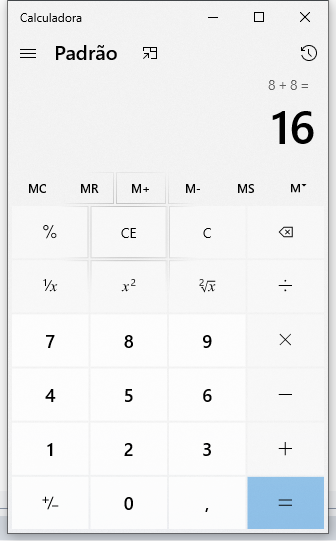 Calculadora
Padrão
8 + 8 =
16
MC MR M+ M- MS M˅
% CE C
¹/x x² ²√x ÷
7 8 9 ×
4 5 6 −
1 2 3 +
+/− 0 , =